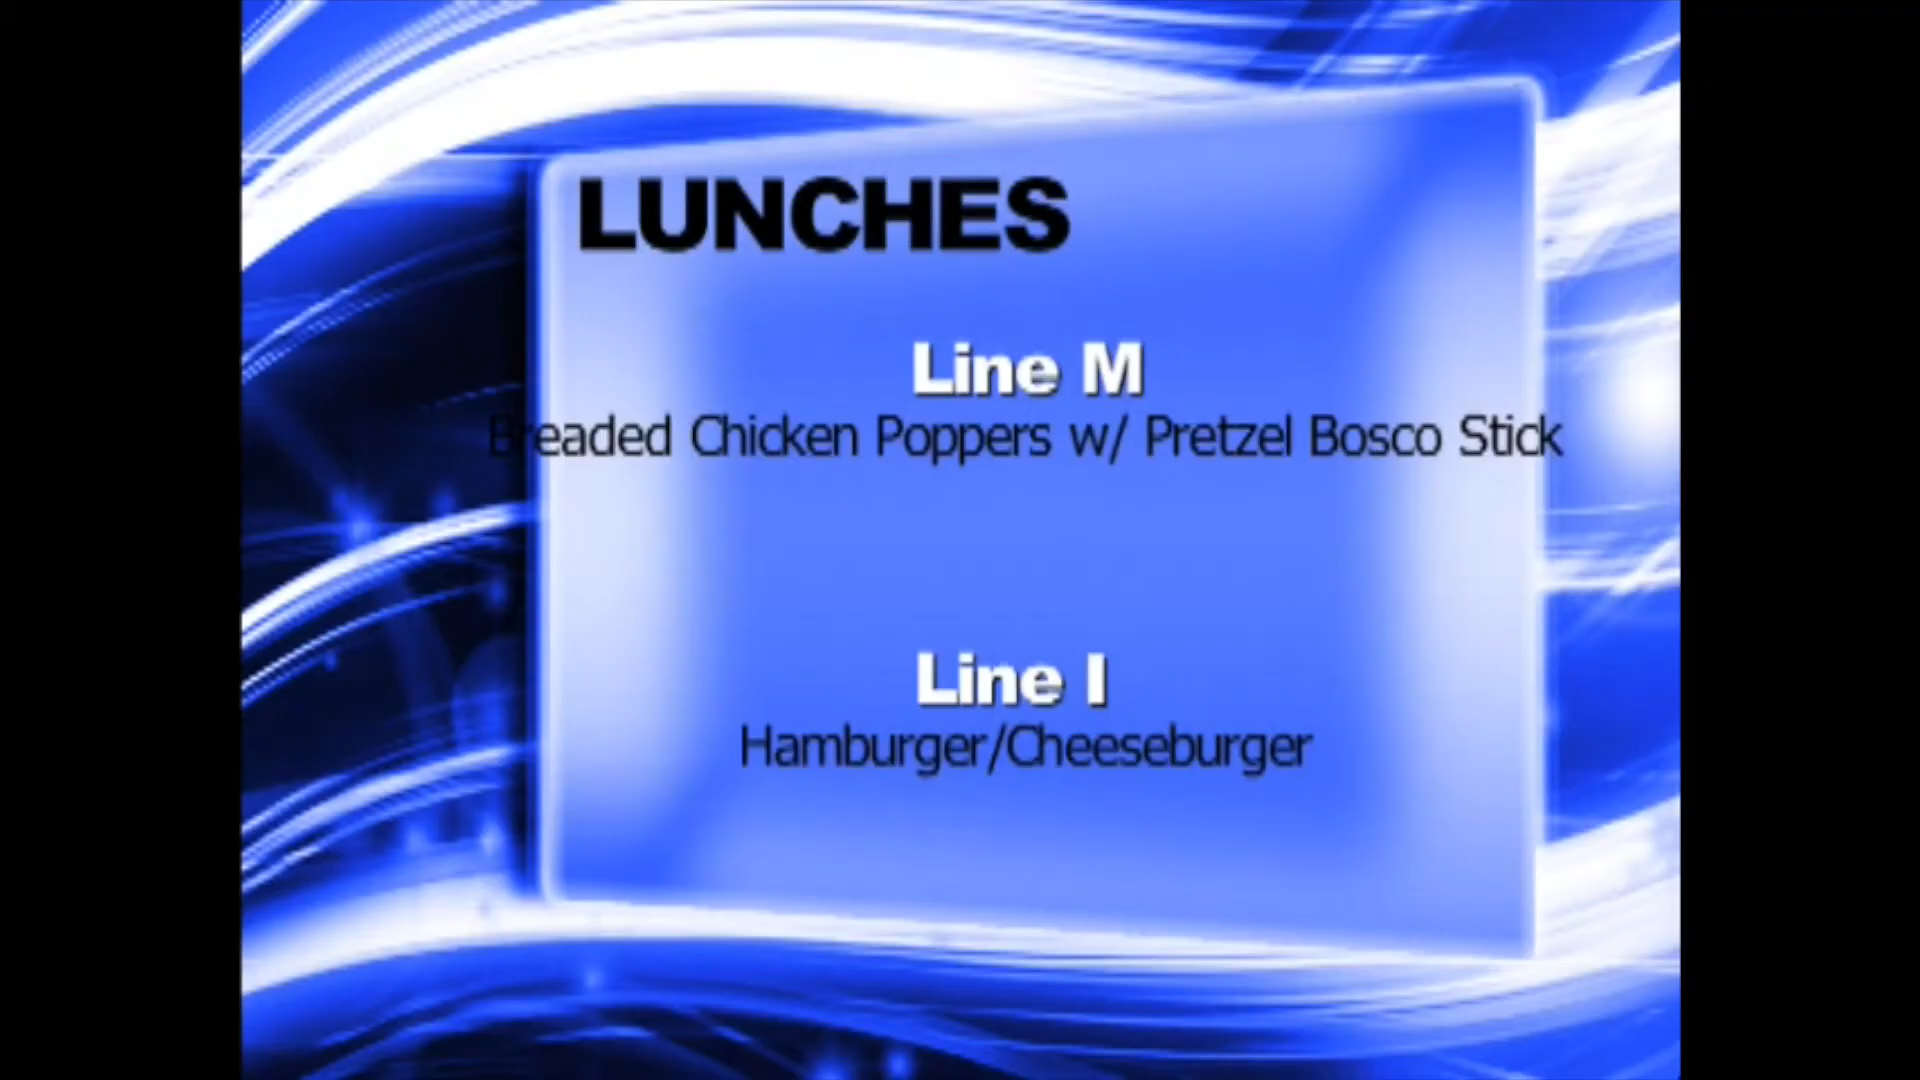 LUNCHES
Line M
Breaded Chicken Poppers w/ Pretzel Bosco Stick
Line I
Hamburger/Cheeseburger